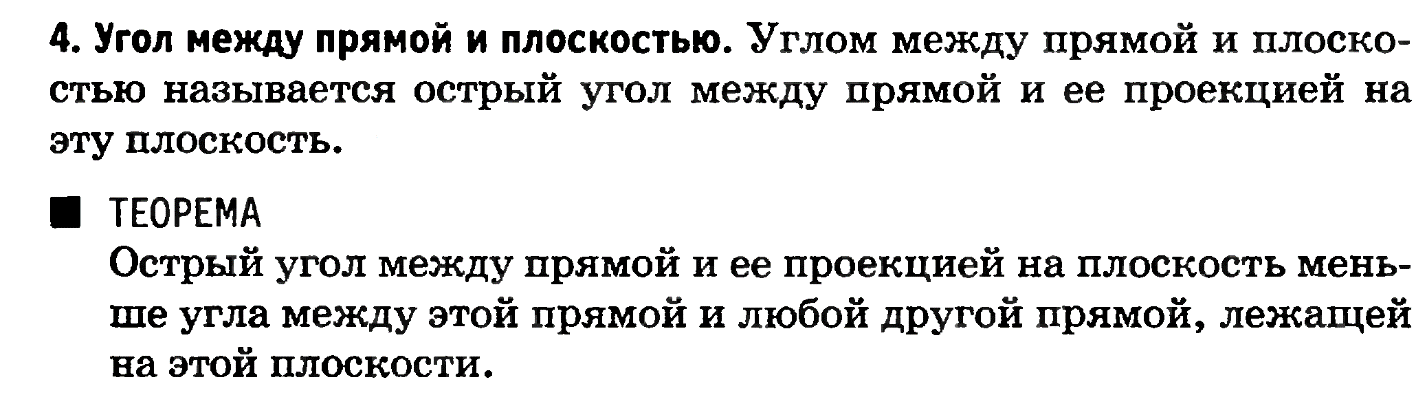 4. Угол между прямой и плоскостью. Углом между прямой и плоско-
стью называется острый угол между прямой и ее проекцией на
эту плоскость.
ТЕОРЕМА
Острый угол между прямой и ее проекцией на плоскость мень-
ше угла между этой прямой и любой другой прямой, лежащей
на этой плоскости.